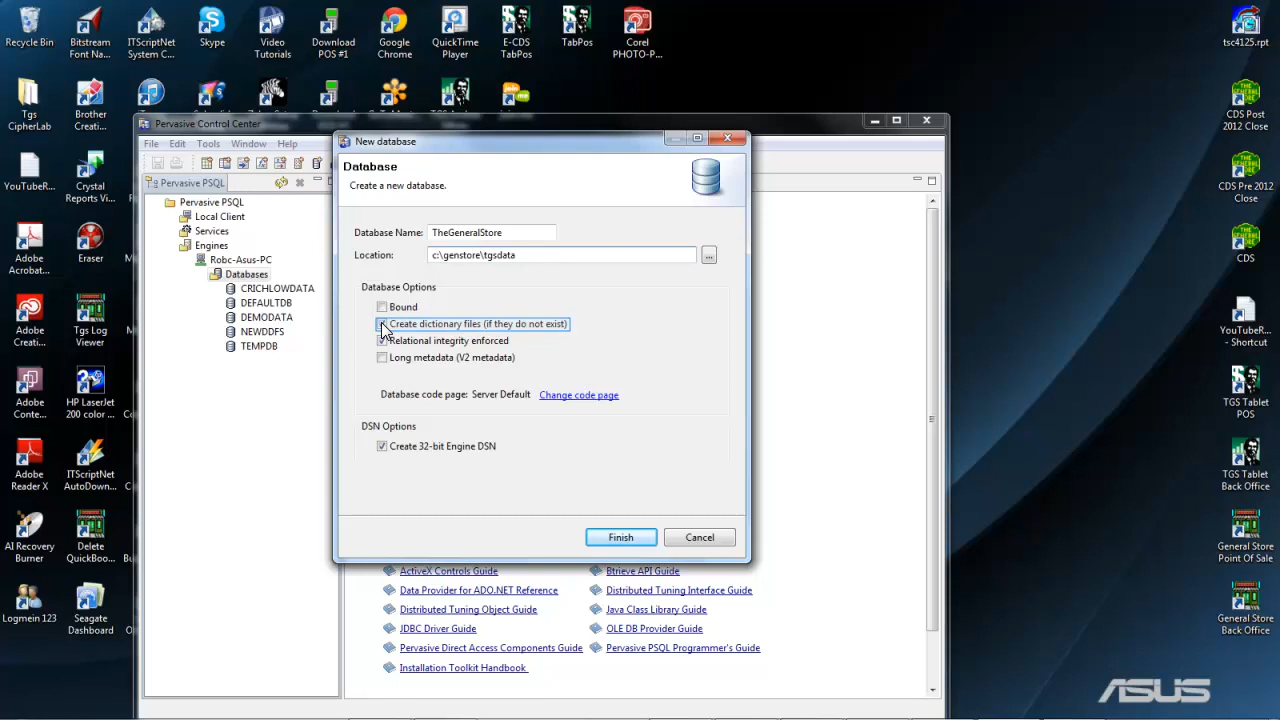 Recycle Bin
Bitstream Font Na...
ITScriptNet System C...
Skype
Video Tutorials
Download POS #1
Google Chrome
QuickTime Player
E-CDS TabPos
TabPos
Corel PHOTO-P...
tsc4125.rpt
Tgs CipherLab
Brother Creati...
CDS Post 2012 Close
YouTubeR...
Crystal Reports Vi...
CDS Pre 2012 Close
Adobe Acrobat...
Eraser
CDS
Adobe Creati...
Tgs Log Viewer
YouTubeR... - Shortcut
Adobe Conte...
HP LaserJet 200 color ...
TGS Tablet POS
Adobe Reader X
ITScriptNet AutoDown...
TGS Tablet Back Office
AI Recovery Burner
Delete QuickBoo...
General Store Point Of Sale
Logmein 123
Seagate Dashboard
General Store Back Office
Pervasive Control Center
File Edit Tools Window Help
Pervasive PSQL
Pervasive PSQL
Local Client
Services
Engines
Robc-Asus-PC
Databases
CRICHLOWDATA
DEFAULTDB
DEMODATA
NEWDDFS
TEMPDB
New database
Database
Create a new database.
Database Name: TheGeneralStore
Location: c:\genstore\tgsdata
...
Database Options
Bound
Create dictionary files (if they do not exist)
Relational integrity enforced
Long metadata (V2 metadata)
Database code page: Server Default Change code page
DSN Options
Create 32-bit Engine DSN
Finish Cancel
ActiveX Controls Guide Btrieve API Guide
Data Provider for ADO.NET Reference Distributed Tuning Interface Guide
Distributed Tuning Object Guide Java Class Library Guide
JDBC Driver Guide OLE DB Provider Guide
Pervasive Direct Access Components Guide Pervasive PSQL Programmer's Guide
Installation Toolkit Handbook
ASUS